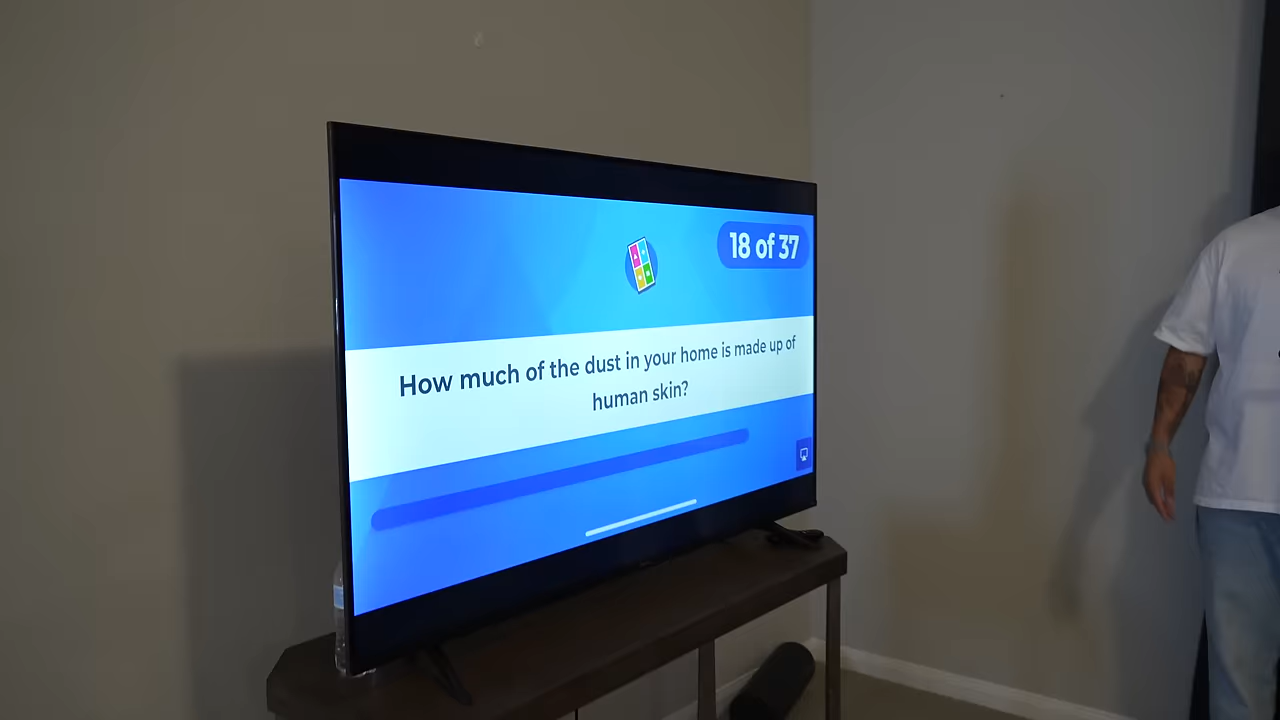 18 of 37
How much of the dust in your home is made up of
human skin?